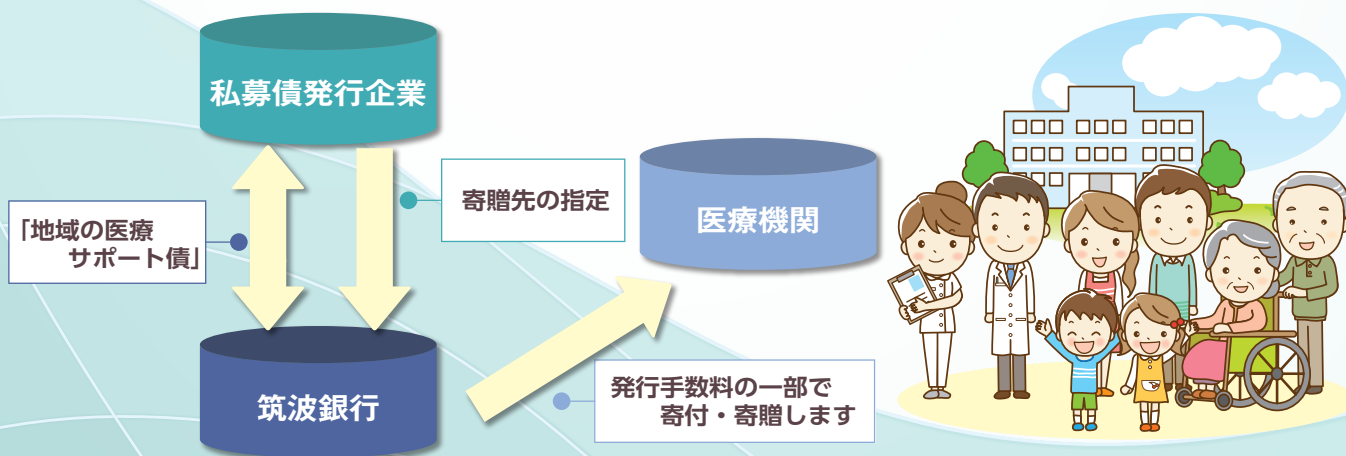 私募債発行企業
寄贈先の指定
医療機関
「地域の医療
サポート債」
筑波銀行
発行手数料の一部で
寄付・寄贈します